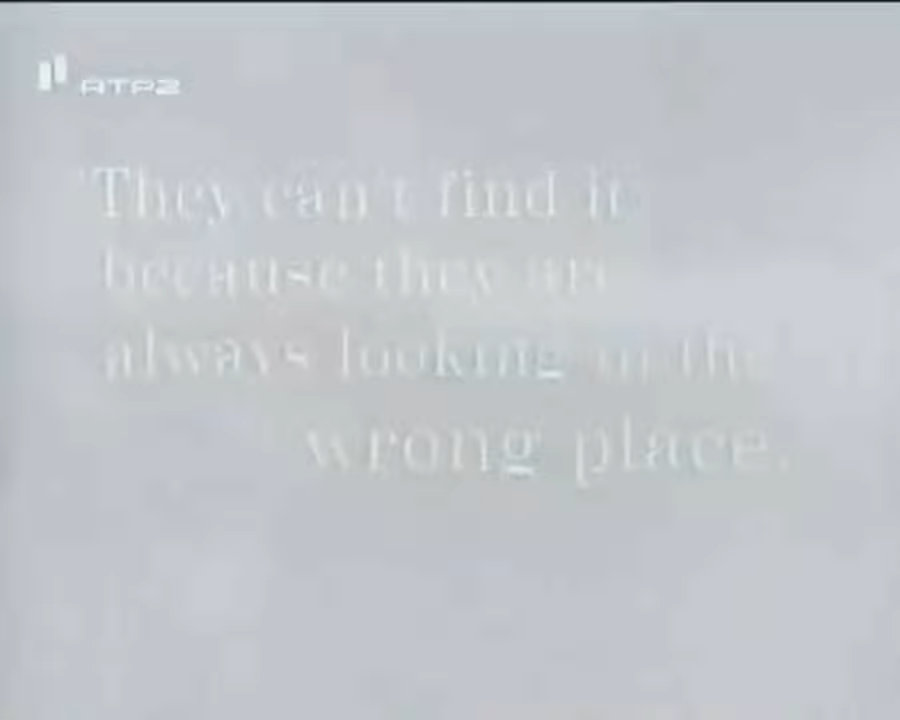 RTP2
"They can't find it
because they are
always looking in the
wrong place.